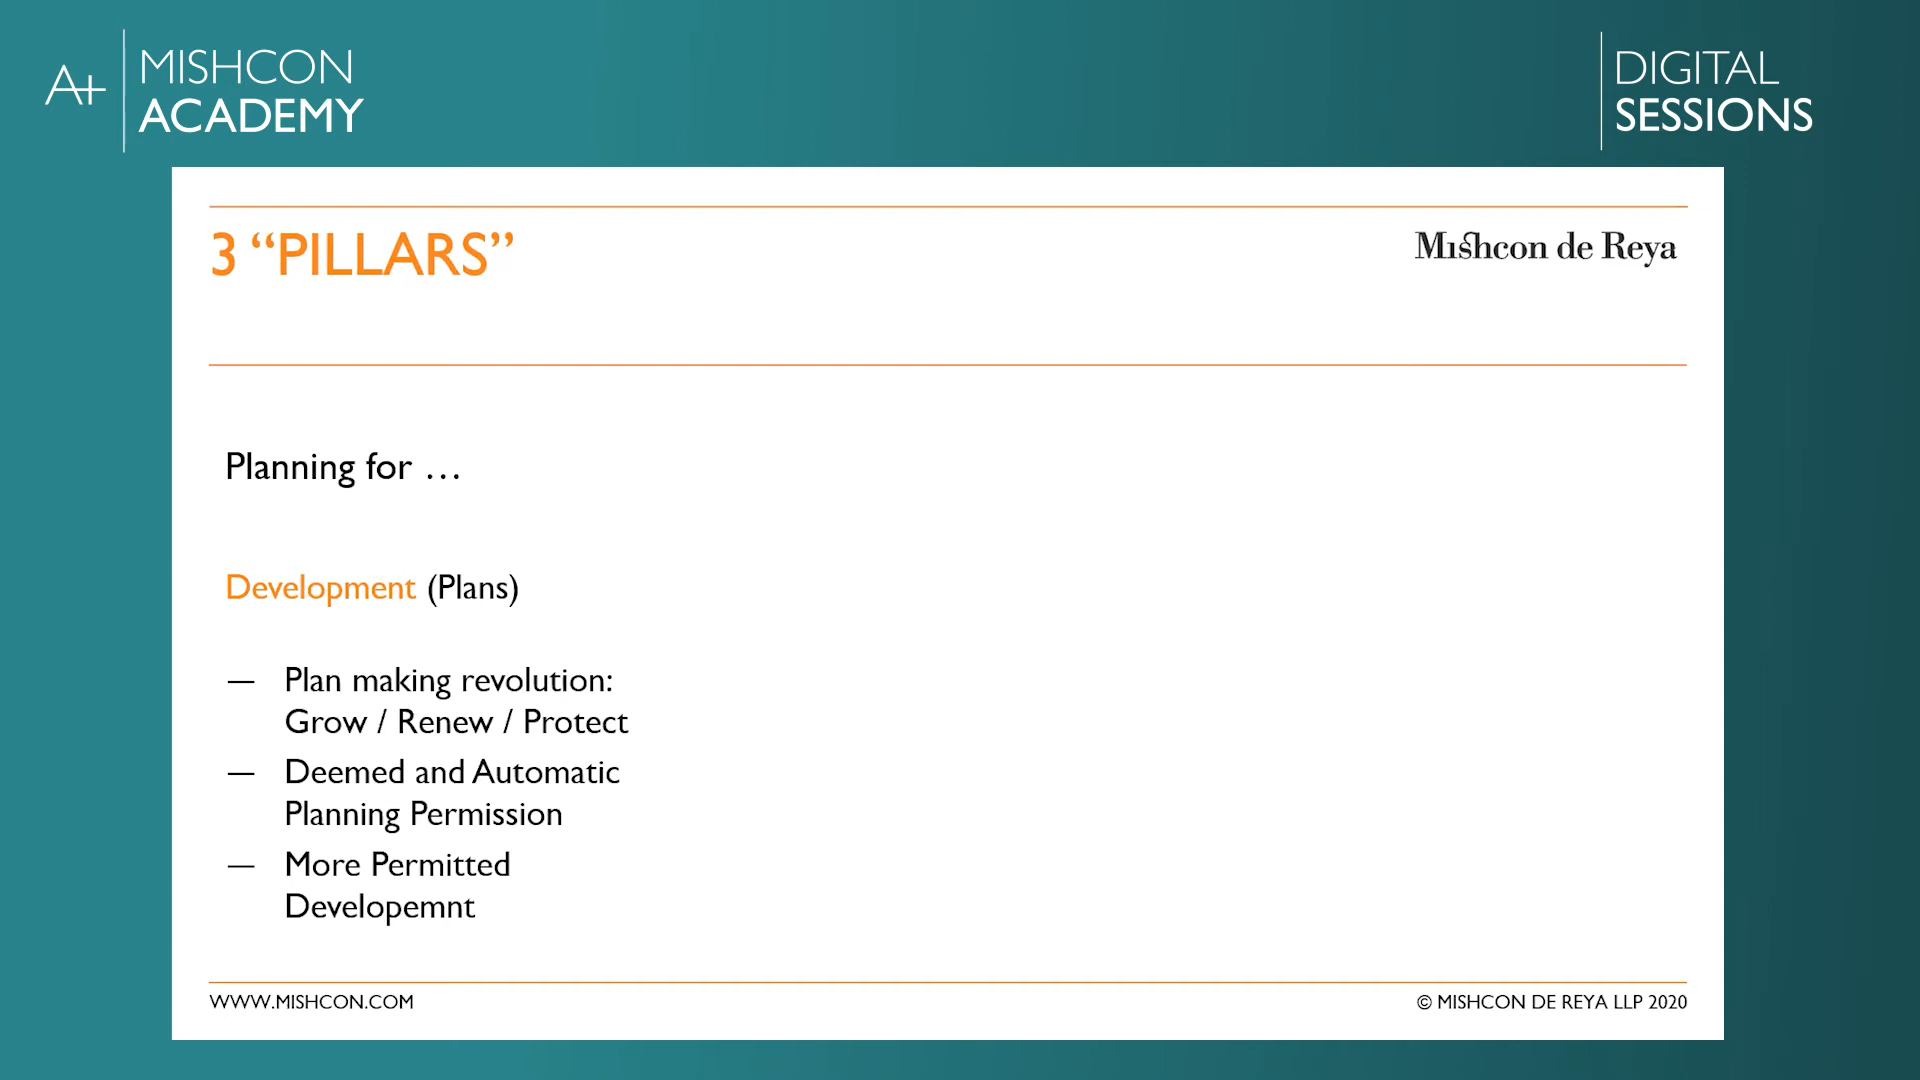 A+ MISHCON
ACADEMY
DIGITAL
SESSIONS
3 “PILLARS”
Mishcon de Reya
Planning for …
Development (Plans)
— Plan making revolution:
Grow / Renew / Protect
— Deemed and Automatic
Planning Permission
— More Permitted
Developemnt
WWW.MISHCON.COM
© MISHCON DE REYA LLP 2020